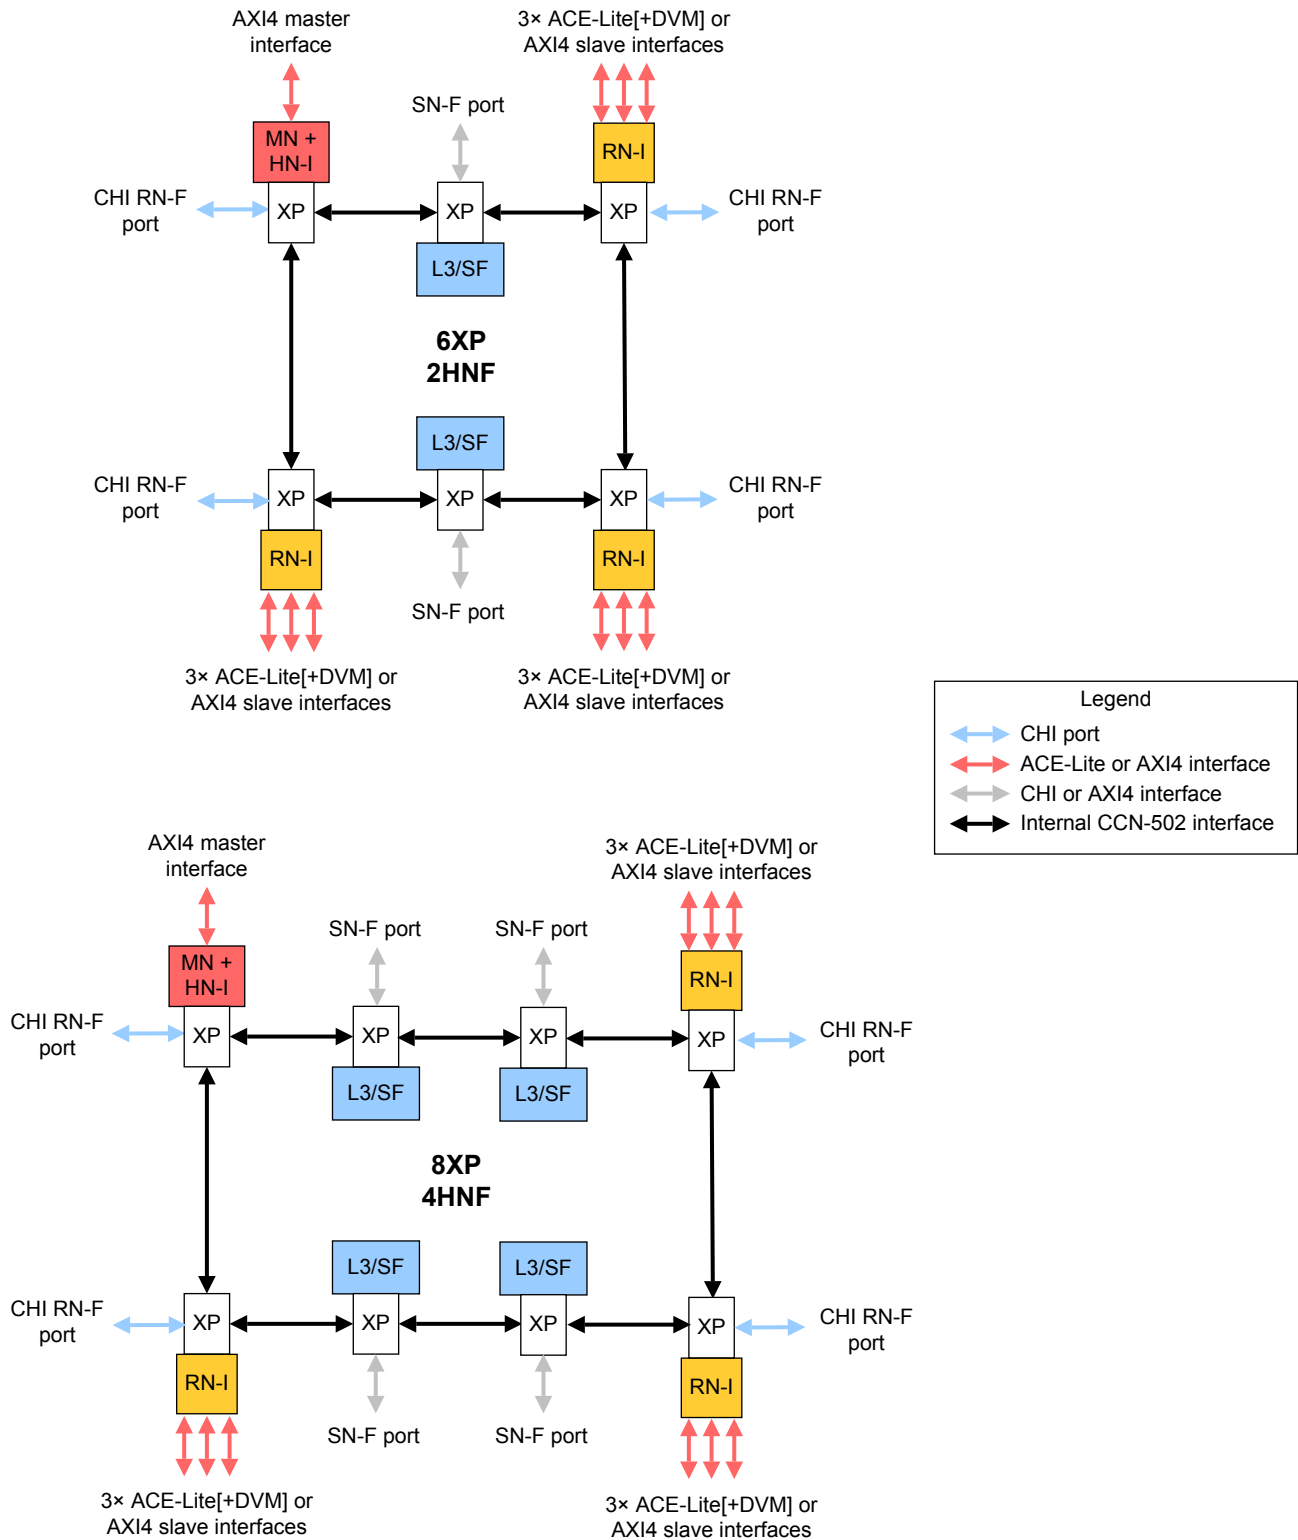 AXI4 master
interface
3× ACE-Lite[+DVM] or
AXI4 slave interfaces
SN-F port
MN +
HN-I
RN-I
CHI RN-F
port
XP
XP
XP
CHI RN-F
port
L3/SF
6XP
2HNF
L3/SF
CHI RN-F
port
XP
XP
XP
CHI RN-F
port
RN-I
RN-I
SN-F port
3× ACE-Lite[+DVM] or
AXI4 slave interfaces
3× ACE-Lite[+DVM] or
AXI4 slave interfaces
Legend
CHI port
ACE-Lite or AXI4 interface
CHI or AXI4 interface
Internal CCN-502 interface
AXI4 master
interface
3× ACE-Lite[+DVM] or
AXI4 slave interfaces
SN-F port
SN-F port
MN +
HN-I
RN-I
CHI RN-F
port
XP
XP
XP
XP
CHI RN-F
port
L3/SF
L3/SF
8XP
4HNF
L3/SF
L3/SF
CHI RN-F
port
XP
XP
XP
XP
CHI RN-F
port
RN-I
RN-I
SN-F port
SN-F port
3× ACE-Lite[+DVM] or
AXI4 slave interfaces
3× ACE-Lite[+DVM] or
AXI4 slave interfaces